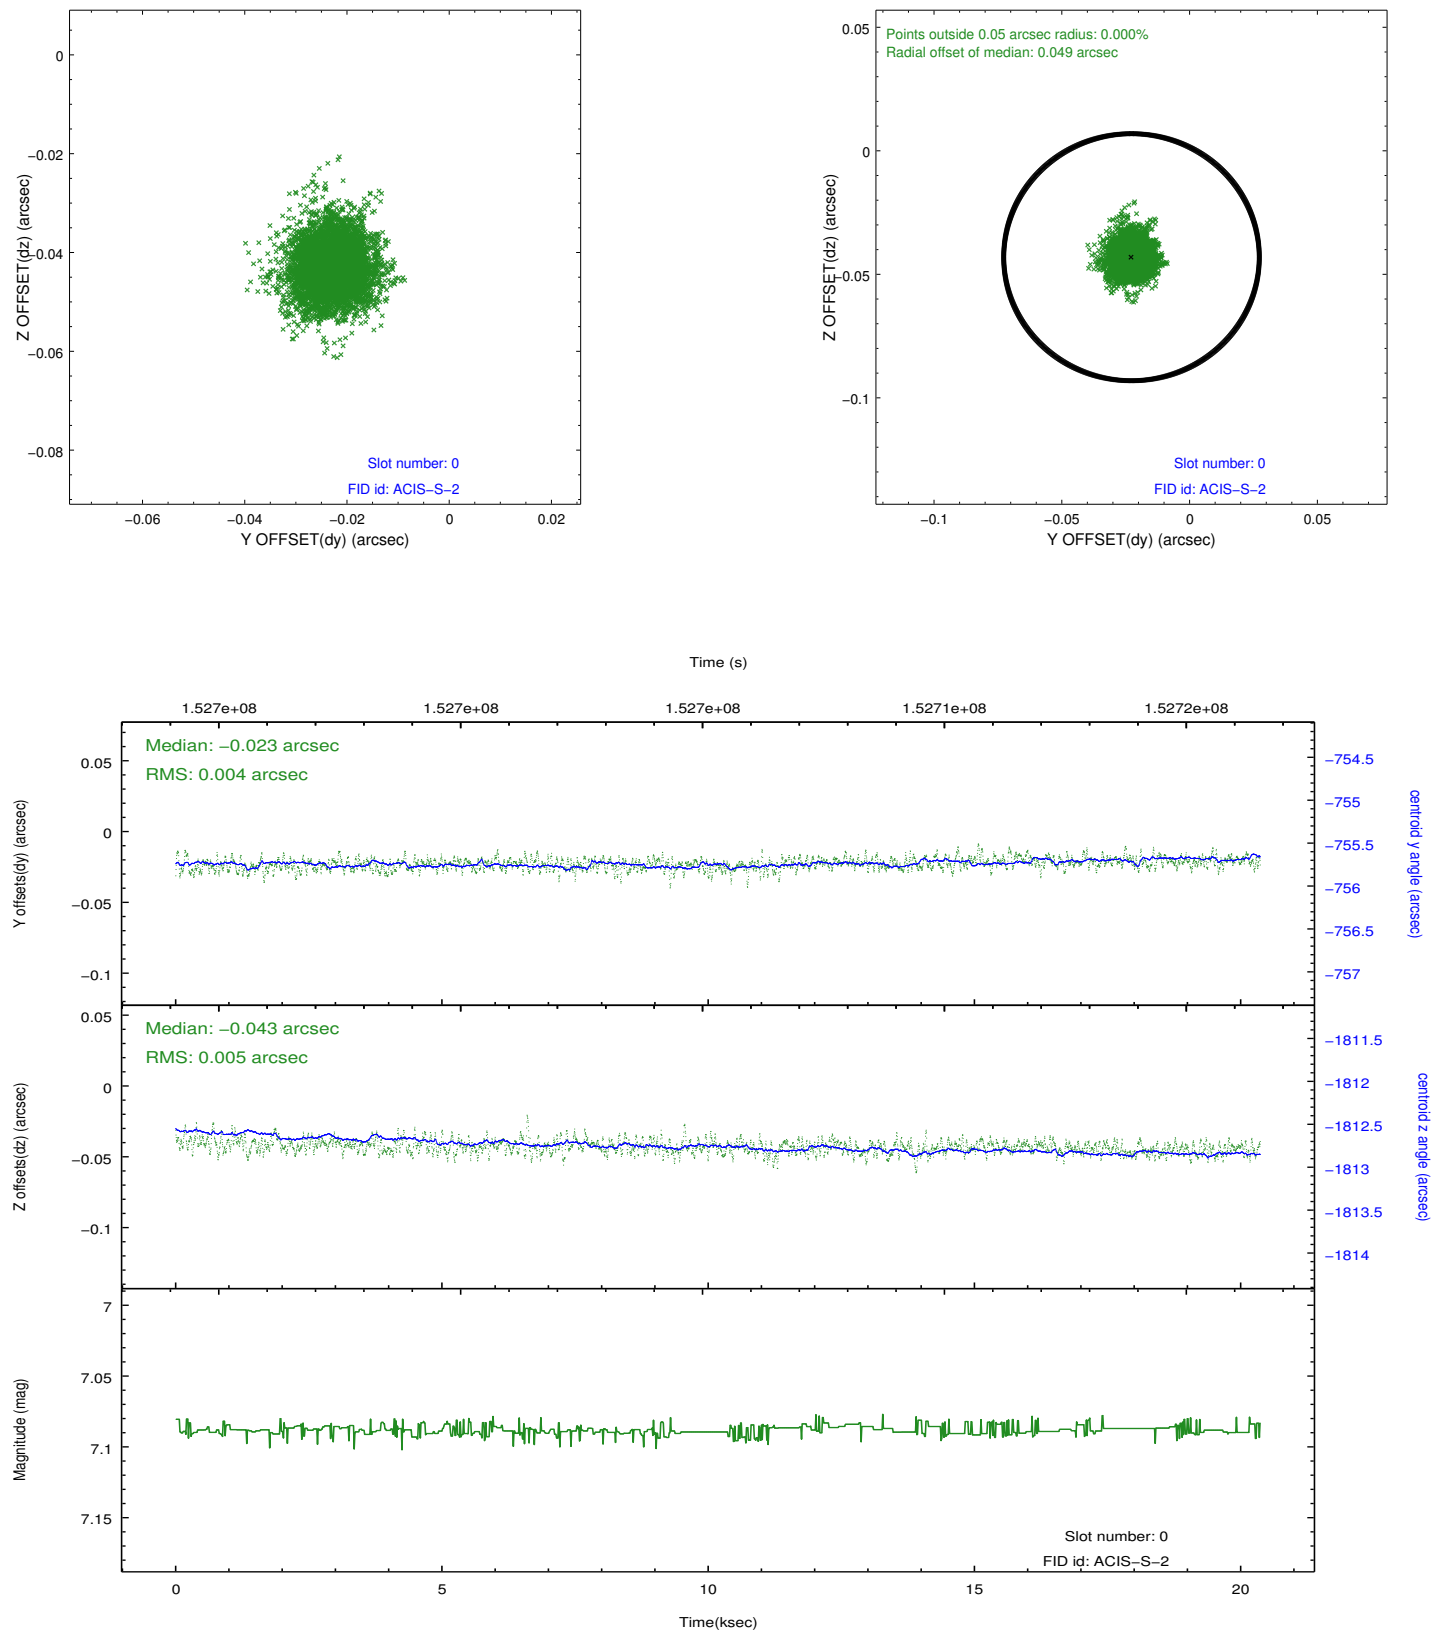 0
−0.02
−0.04
−0.06
−0.08
Z OFFSET(dz) (arcsec)
Slot number: 0
FID id: ACIS−S−2
−0.06
−0.04
−0.02
0
0.02
Y OFFSET(dy) (arcsec)
0.05
0
−0.05
−0.1
Z OFFSET(dz) (arcsec)
Points outside 0.05 arcsec radius: 0.000%
Radial offset of median: 0.049 arcsec
Slot number: 0
FID id: ACIS−S−2
−0.1
−0.05
0
0.05
Y OFFSET(dy) (arcsec)
Time (s)
1.527e+08
1.527e+08
1.527e+08
1.5271e+08
1.5272e+08
Median: −0.023 arcsec
RMS: 0.004 arcsec
0.05
0
−0.05
−0.1
Y offsets(dy) (arcsec)
−754.5
−755
−755.5
−756
−756.5
−757
centroid y angle (arcsec)
Median: −0.043 arcsec
RMS: 0.005 arcsec
0.05
0
−0.05
−0.1
Z offsets(dz) (arcsec)
−1811.5
−1812
−1812.5
−1813
−1813.5
−1814
centroid z angle (arcsec)
7
7.05
7.1
7.15
Magnitude (mag)
Slot number: 0
FID id: ACIS−S−2
0
5
10
15
20
Time(ksec)